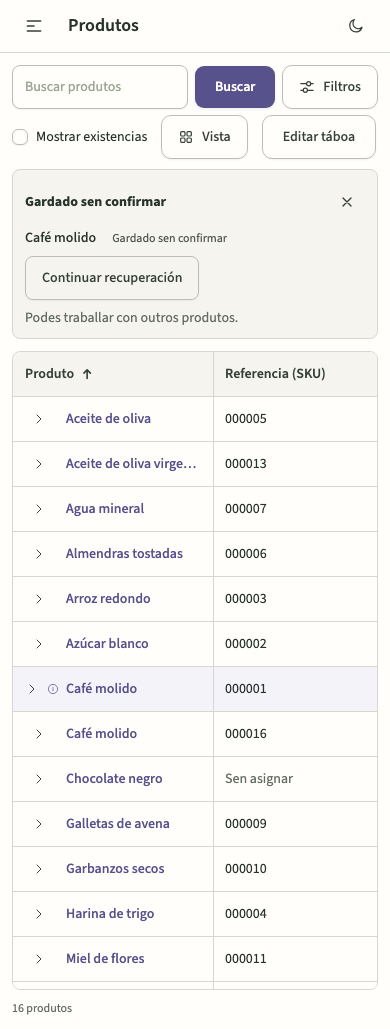 Produtos
Buscar produtos
Buscar
Filtros
Mostrar existencias
Vista
Editar táboa
Gardado sen confirmar
Café molido Gardado sen confirmar
Continuar recuperación
Podes traballar con outros produtos.
Produto Referencia (SKU)
Aceite de oliva 000005
Aceite de oliva virge... 000013
Agua mineral 000007
Almendras tostadas 000006
Arroz redondo 000003
Azúcar blanco 000002
Café molido 000001
Café molido 000016
Chocolate negro Sen asignar
Galletas de avena 000009
Garbanzos secos 000010
Harina de trigo 000004
Miel de flores 000011
16 produtos